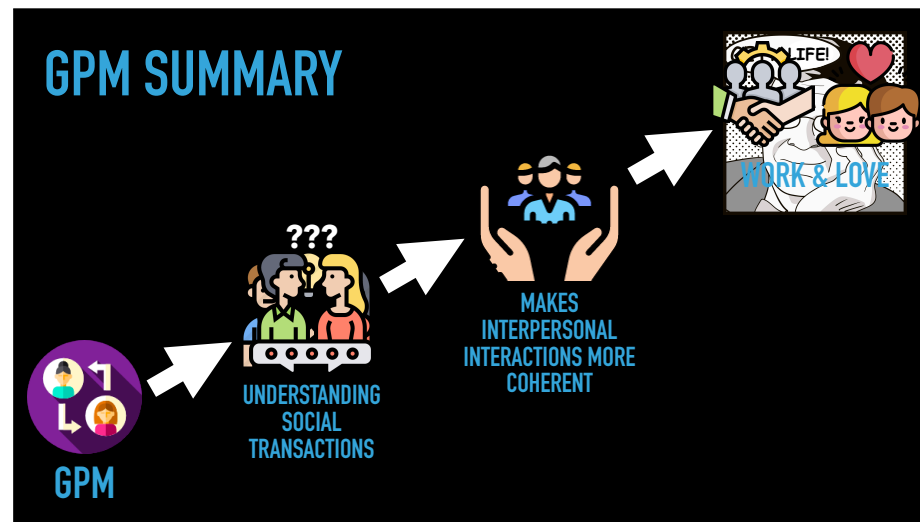 GPM SUMMARY
LIFE!
WORK & LOVE
???
MAKES
INTERPERSONAL
INTERACTIONS MORE
COHERENT
UNDERSTANDING
SOCIAL
TRANSACTIONS
GPM